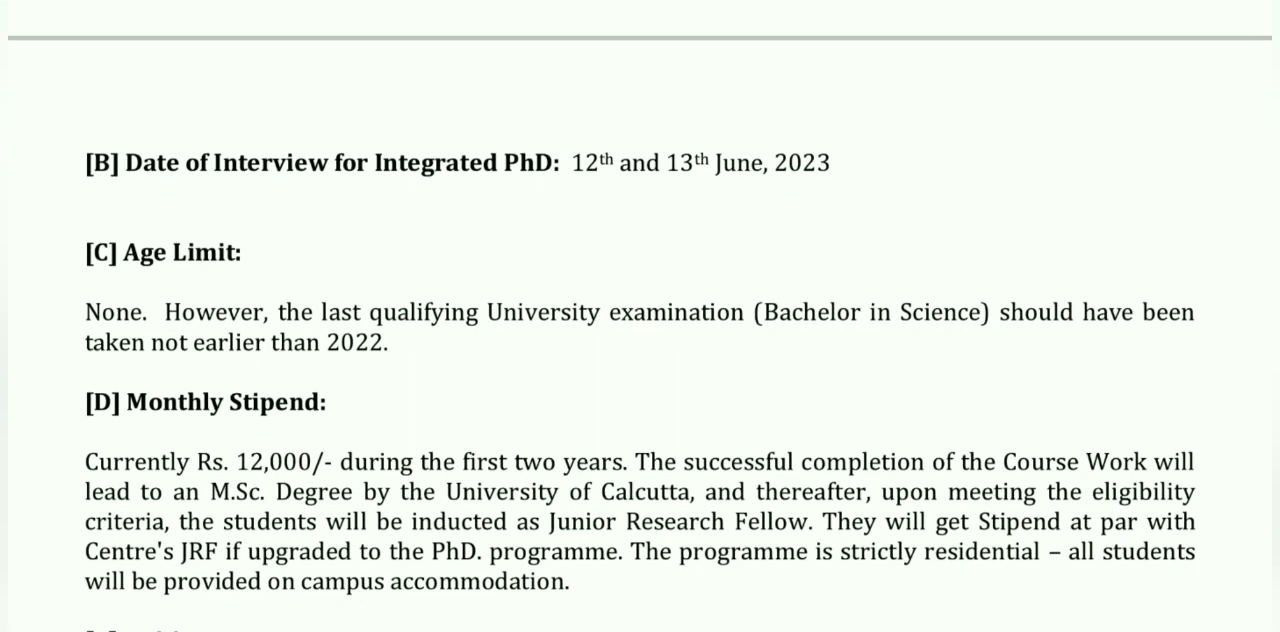 [B] Date of Interview for Integrated PhD: 12th and 13th June, 2023
[C] Age Limit:
None. However, the last qualifying University examination (Bachelor in Science) should have been
taken not earlier than 2022.
[D] Monthly Stipend:
Currently Rs. 12,000/- during the first two years. The successful completion of the Course Work will
lead to an M.Sc. Degree by the University of Calcutta, and thereafter, upon meeting the eligibility
criteria, the students will be inducted as Junior Research Fellow. They will get Stipend at par with
Centre's JRF if upgraded to the PhD. programme. The programme is strictly residential – all students
will be provided on campus accommodation.